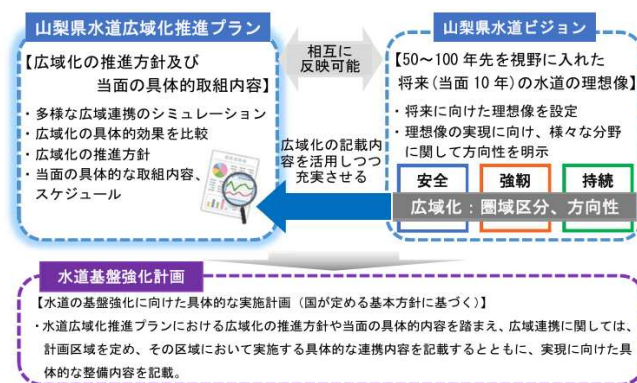 山梨県水道広域化推進プラン
【広域化の推進方針及び
当面の具体的取組内容】
・多様な広域連携のシミュレーション
・広域化の具体的効果を比較
・広域化の推進方針
・当面の具体的な取組内容、
スケジュール
相互に
反映可能
広域化の記載内
容を活用しつつ
充実させる
山梨県水道ビジョン
【50～100 年先を視野に入れた
将来(当面 10 年)の水道の理想像】
・将来に向けた理想像を設定
・理想像の実現に向け、様々な分野
に関して方向性を明示
安全
強靭
持続
広域化：圏域区分、方向性
水道基盤強化計画
【水道の基盤強化に向けた具体的な実施計画（国が定める基本方針に基づく）】
・水道広域化推進プランにおける広域化の推進方針や当面の具体的内容を踏まえ、広域連携に関しては、
計画区域を定め、その区域において実施する具体的な連携内容を記載するとともに、実現に向けた具
体的な整備内容を記載。